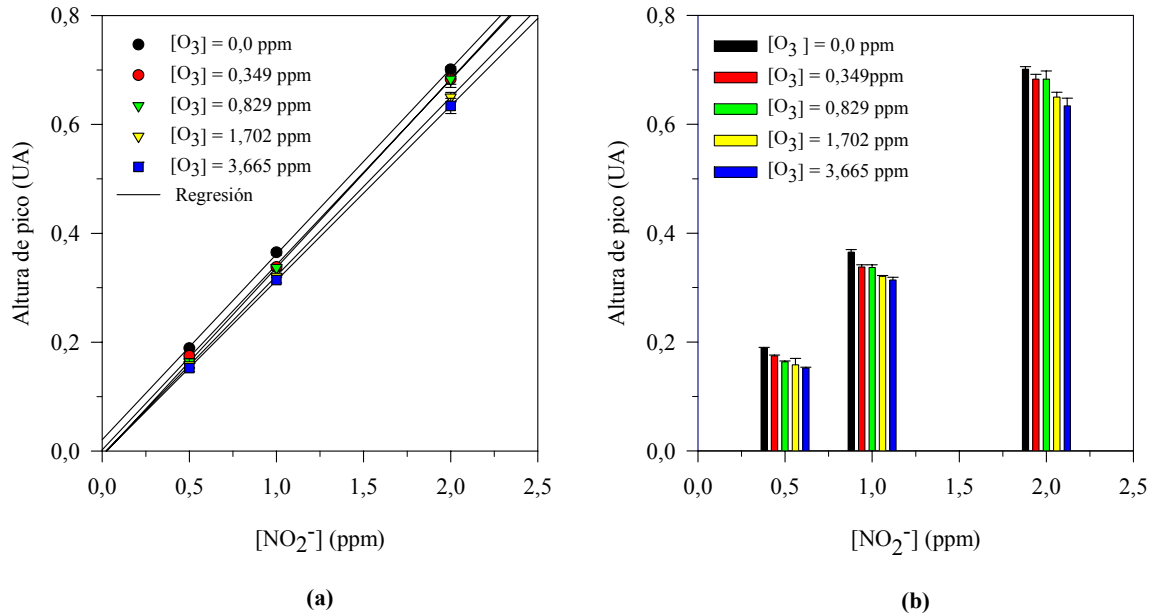 0,8
0,6
0,4
0,2
0,0
Altura de pico (UA)
[O3] = 0,0 ppm
[O3] = 0,349 ppm
[O3] = 0,829 ppm
[O3] = 1,702 ppm
[O3] = 3,665 ppm
Regresión
0,0 0,5 1,0 1,5 2,0 2,5
[NO2-] (ppm)
(a)
0,8
0,6
0,4
0,2
0,0
Altura de pico (UA)
[O3 ] = 0,0 ppm
[O3] = 0,349ppm
[O3] = 0,829 ppm
[O3] = 1,702 ppm
[O3] = 3,665 ppm
0,0 0,5 1,0 1,5 2,0 2,5
[NO2-] (ppm)
(b)